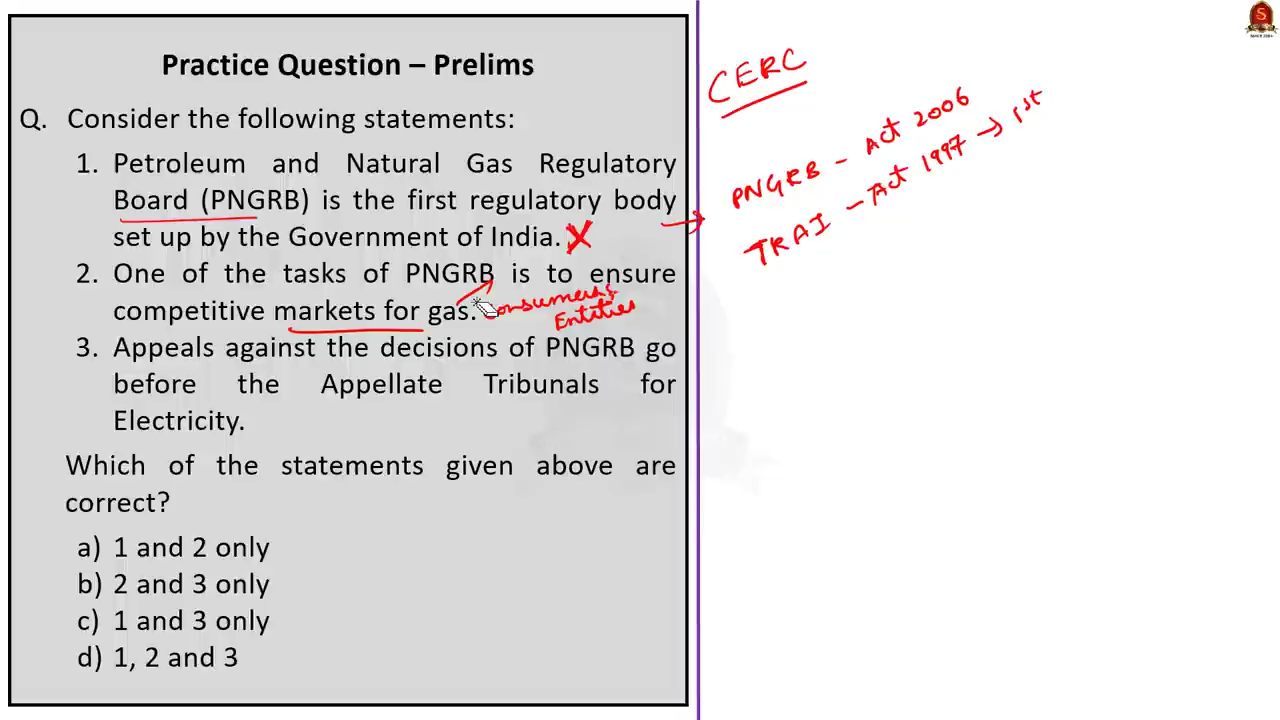 Practice Question – Prelims
Q. Consider the following statements:
1. Petroleum and Natural Gas Regulatory
Board (PNGRB) is the first regulatory body
set up by the Government of India.
2. One of the tasks of PNGRB is to ensure
competitive markets for gas.
3. Appeals against the decisions of PNGRB go
before the Appellate Tribunals for
Electricity.
Which of the statements given above are
correct?
a) 1 and 2 only
b) 2 and 3 only
c) 1 and 3 only
d) 1, 2 and 3
Consumers &
Entities
CERC
PNGRB – Act 2006
TRAI – Act 1997 → 1st
S